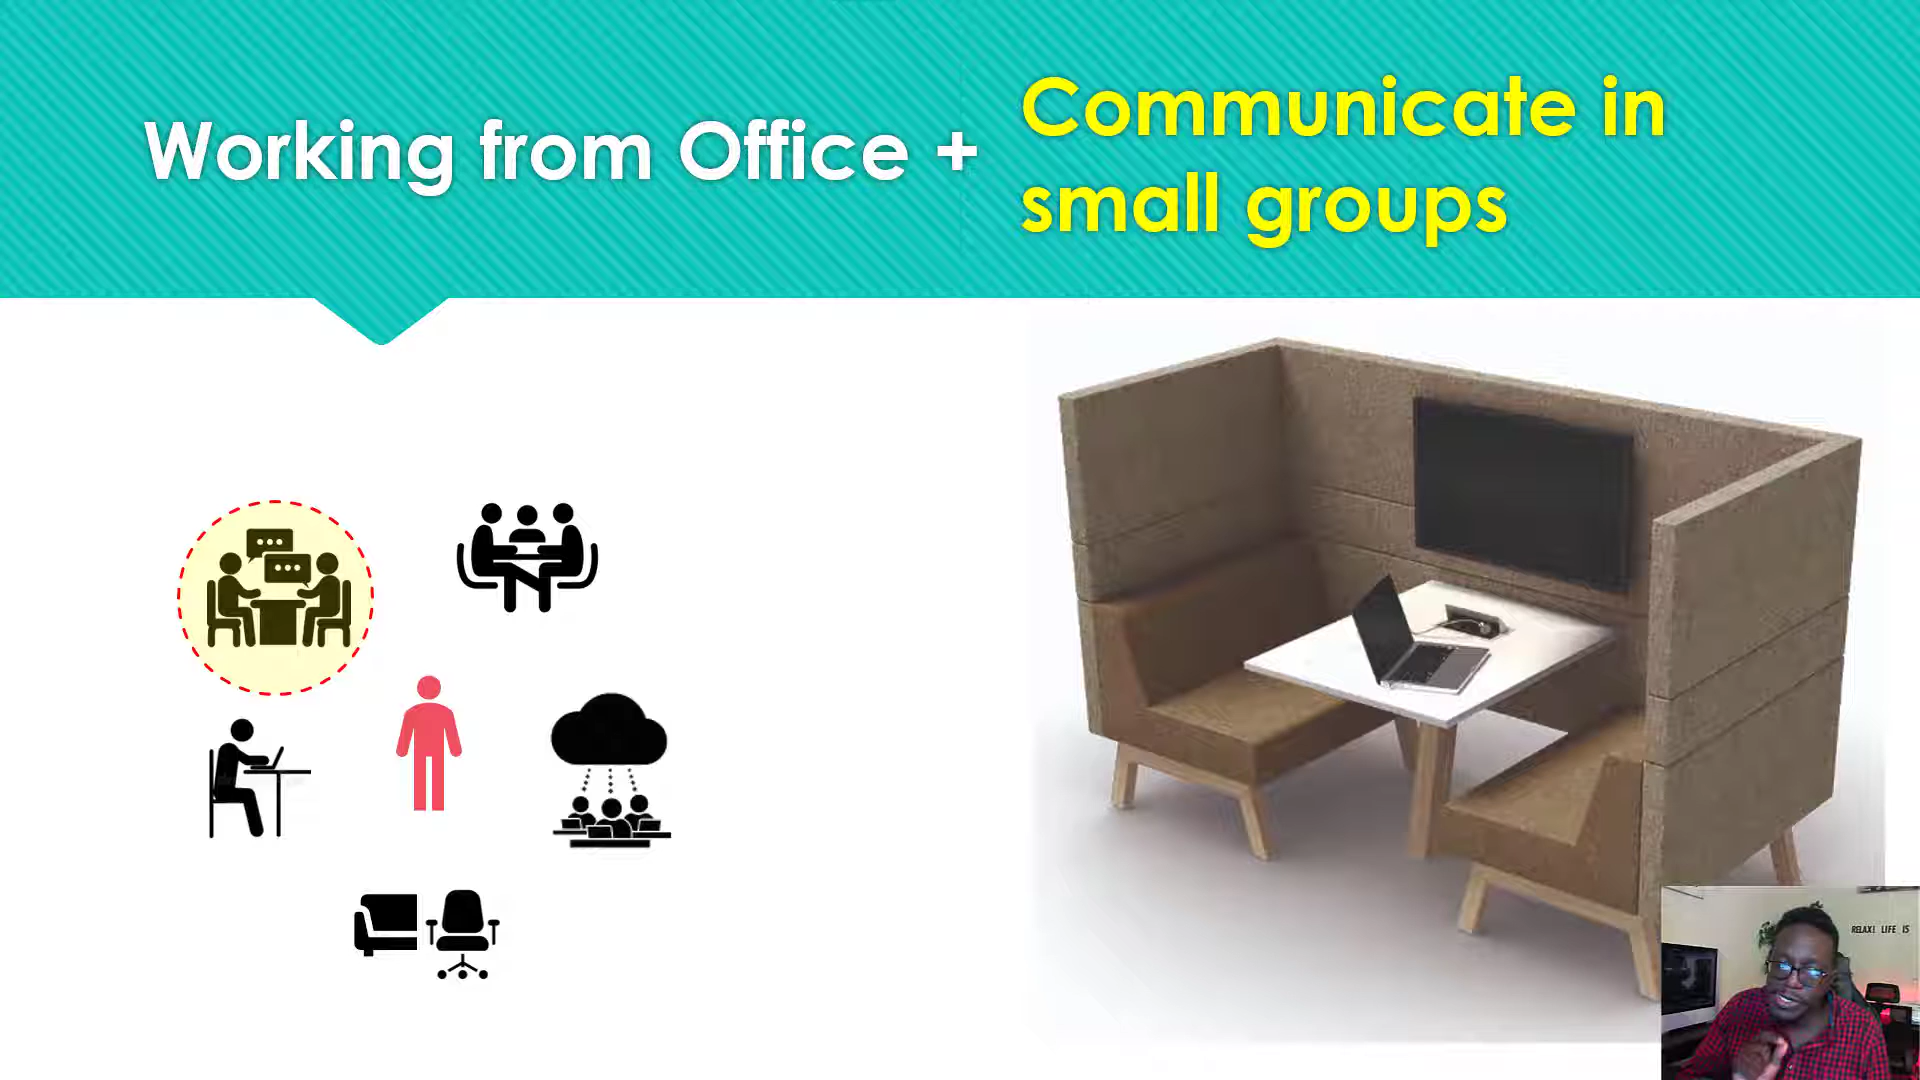 Working from Office +
Communicate in
small groups
RELAX! LIFE IS